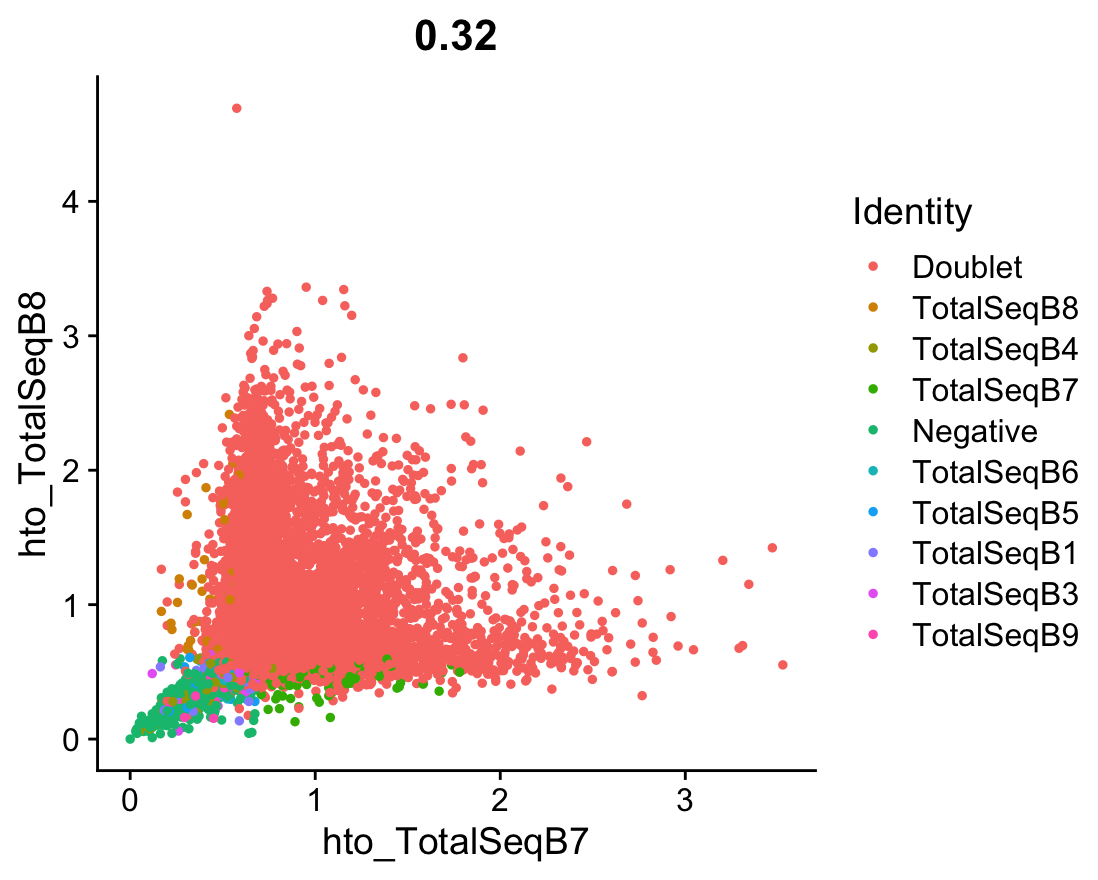 0.32
hto_TotalSeqB8
4
3
2
1
0
0 1 2 3
hto_TotalSeqB7
Identity
Doublet
TotalSeqB8
TotalSeqB4
TotalSeqB7
Negative
TotalSeqB6
TotalSeqB5
TotalSeqB1
TotalSeqB3
TotalSeqB9